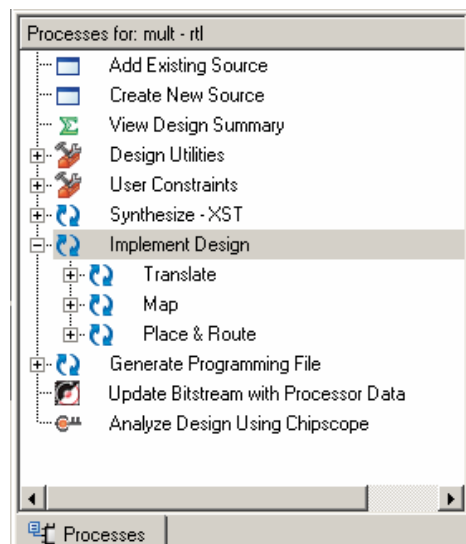 Processes for: mult - rtl
Add Existing Source
Create New Source
View Design Summary
Design Utilities
User Constraints
Synthesize - XST
Implement Design
Translate
Map
Place & Route
Generate Programming File
Update Bitstream with Processor Data
Analyze Design Using Chipscope
Processes